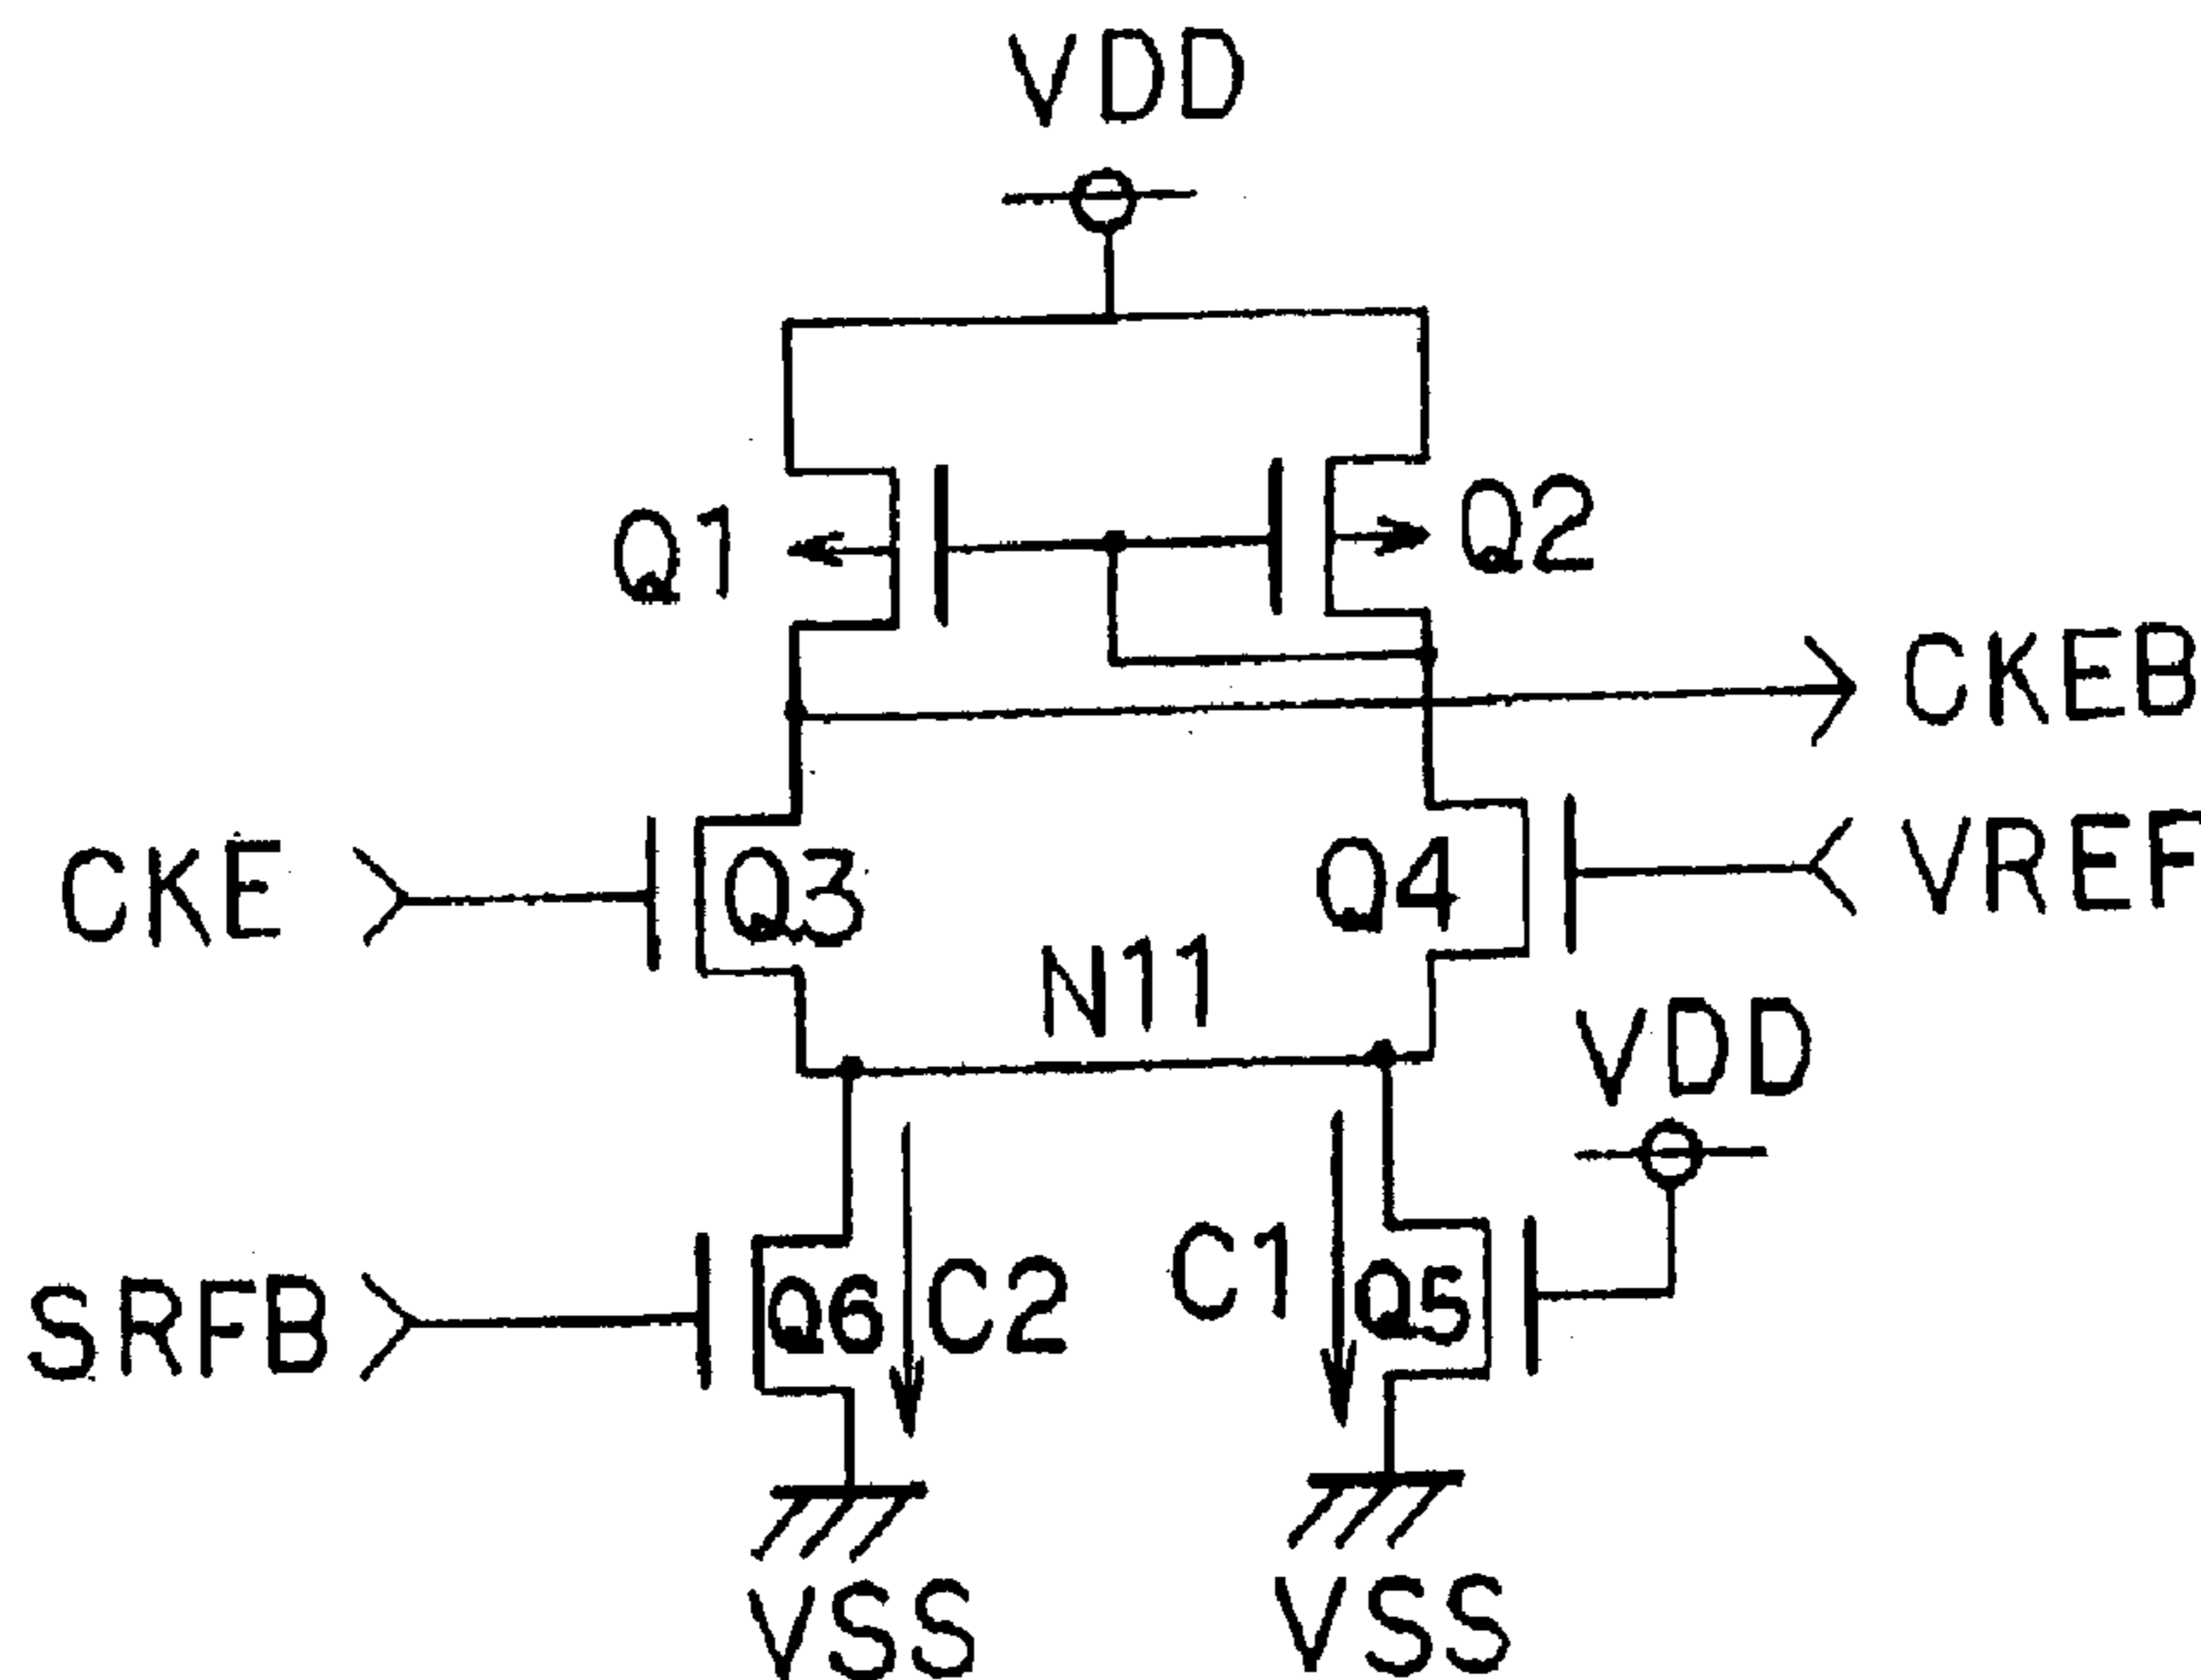 VDD
Q1
Q2
CKEB
CKE
Q3
Q4
VREF
N11
VDD
SRFB
Q6
C2
C1
Q5
VSS
VSS